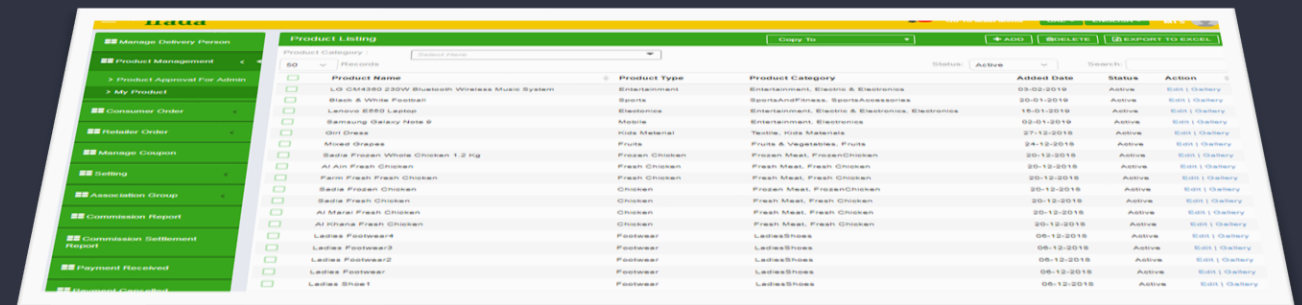 Manage Delivery Person
Product Management
> Product Approval For Admin
> My Product
Consumer Order
Retailer Order
Manage Coupon
Setting
Association Group
Commission Report
Commission Settlement
Report
Payment Received
Payment Cancelled
Product Listing
Copy To
+ ADD
DELETE
EXPORT TO EXCEL
Product Category :
Select Here
50 Records
Status: Active
Search:
Product Name Product Type Product Category Added Date Status Action
LG CM4360 230W Bluetooth Wireless Music System Entertainment Entertainment, Electric & Electronics 03-02-2019 Active Edit | Gallery
Black & White Football Sports SportsAndFitness, SportsAccessories 20-01-2019 Active Edit | Gallery
Lenovo Laptop Electonics Entertainment, Electric & Electronics, Electronics 16-01-2019 Active Edit | Gallery
Samsung Galaxy Note 9 Mobile Entertainment, Electronics 02-01-2019 Active Edit | Gallery
Girl Dress Kids Material Textile, Kids Materials 27-12-2018 Active Edit | Gallery
Mixed Grapes Fruits Fruits & Vegetables, Fruits 24-12-2018 Active Edit | Gallery
Sadia Frozen Whole Chicken 1.2 Kg Frozen Chicken Frozen Meat, FrozenChicken 20-12-2018 Active Edit | Gallery
Al Ain Fresh Chicken Fresh Chicken Fresh Meat, Fresh Chicken 20-12-2018 Active Edit | Gallery
Farm Fresh Fresh Chicken Fresh Chicken Fresh Meat, Fresh Chicken 20-12-2018 Active Edit | Gallery
Sadia Frozen Chicken Chicken Frozen Meat, FrozenChicken 20-12-2018 Active Edit | Gallery
Sadia Fresh Chicken Chicken Fresh Meat, Fresh Chicken 20-12-2018 Active Edit | Gallery
Al Marai Fresh Chicken Chicken Fresh Meat, Fresh Chicken 20-12-2018 Active Edit | Gallery
Al Khana Fresh Chicken Chicken Fresh Meat, Fresh Chicken 20-12-2018 Active Edit | Gallery
Ladies Footwear4 Footwear LadiesShoes 06-12-2018 Active Edit | Gallery
Ladies Footwear3 Footwear LadiesShoes 06-12-2018 Active Edit | Gallery
Ladies Footwear2 Footwear LadiesShoes 06-12-2018 Active Edit | Gallery
Ladies Footwear Footwear LadiesShoes 06-12-2018 Active Edit | Gallery
Ladies Shoe1 Footwear LadiesShoes 06-12-2018 Active Edit | Gallery